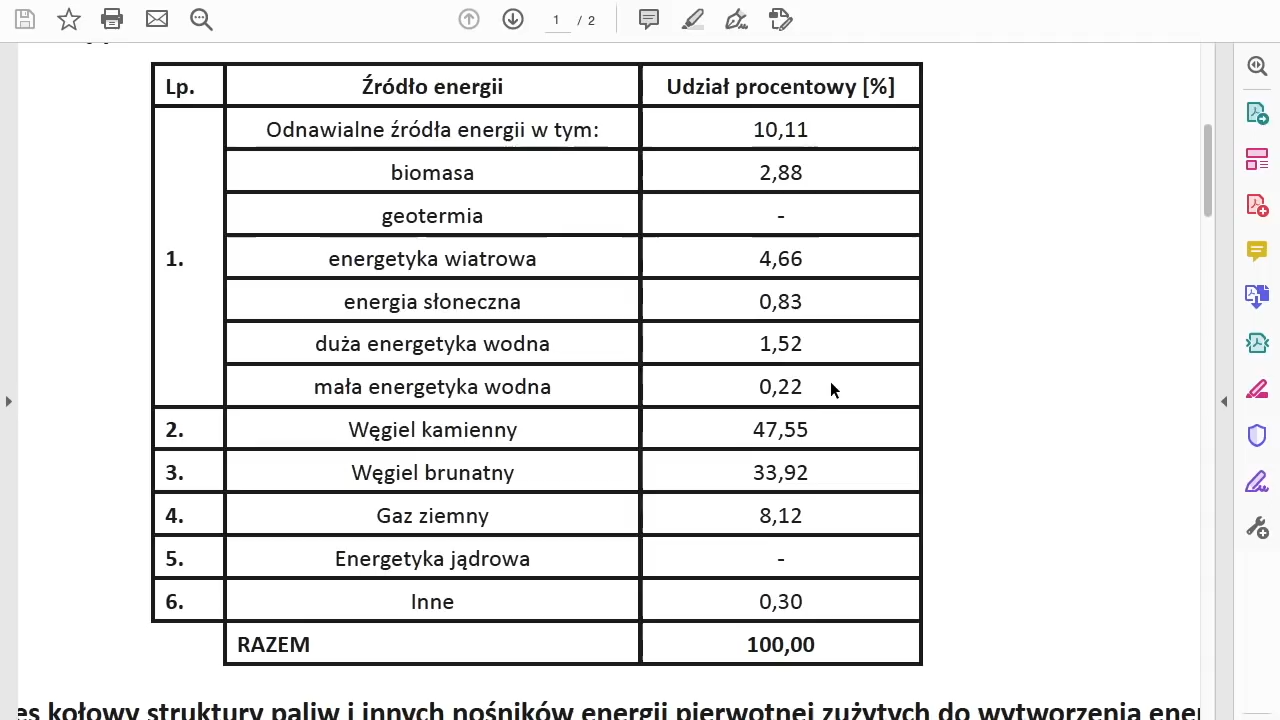 1 / 2
Lp. Źródło energii Udział procentowy [%]
Odnawialne źródła energii w tym: 10,11
biomasa 2,88
geotermia -
1. energetyka wiatrowa 4,66
energia słoneczna 0,83
duża energetyka wodna 1,52
mała energetyka wodna 0,22
2. Węgiel kamienny 47,55
3. Węgiel brunatny 33,92
4. Gaz ziemny 8,12
5. Energetyka jądrowa -
6. Inne 0,30
RAZEM 100,00
es kołowy struktury paliw i innych nośników energii pierwotnej zużytych do wytworzenia ener